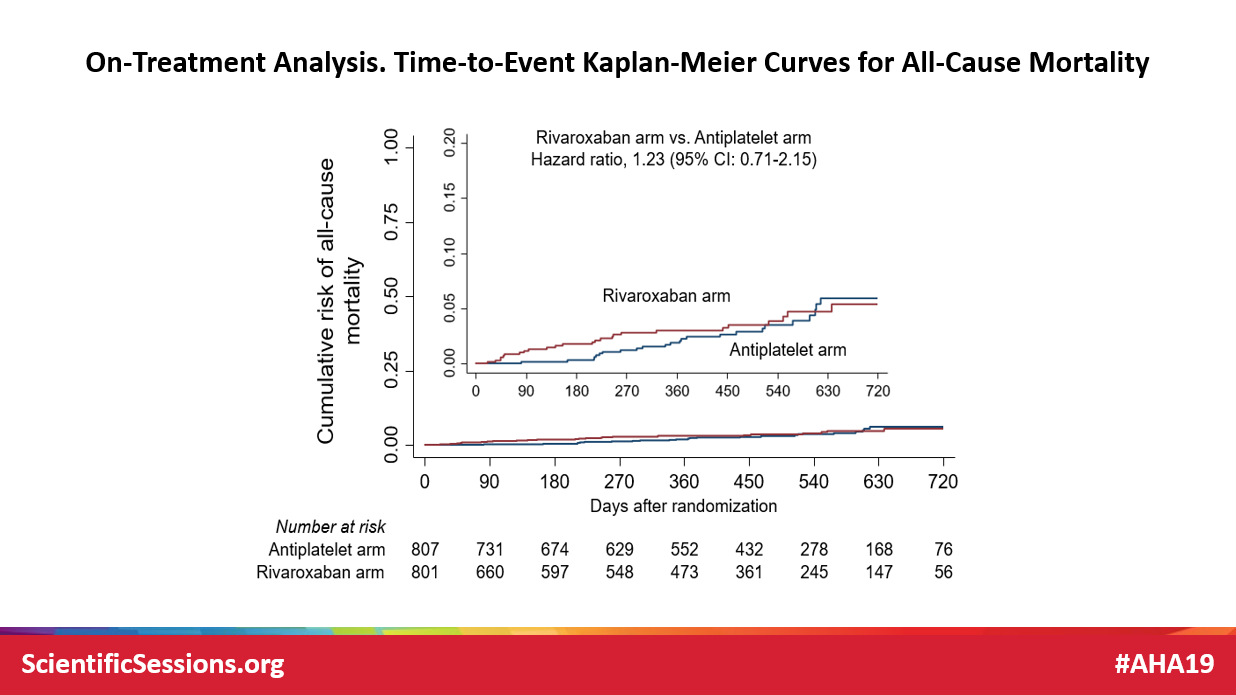 On-Treatment Analysis. Time-to-Event Kaplan-Meier Curves for All-Cause Mortality
Cumulative risk of all-cause
mortality
1.00
0.75
0.50
0.25
0.00
0.20
0.15
0.10
0.05
0.00
Rivaroxaban arm vs. Antiplatelet arm
Hazard ratio, 1.23 (95% CI: 0.71-2.15)
Rivaroxaban arm
Antiplatelet arm
0 90 180 270 360 450 540 630 720
0 90 180 270 360 450 540 630 720
Days after randomization
Number at risk
Antiplatelet arm 807 731 674 629 552 432 278 168 76
Rivaroxaban arm 801 660 597 548 473 361 245 147 56
ScientificSessions.org #AHA19